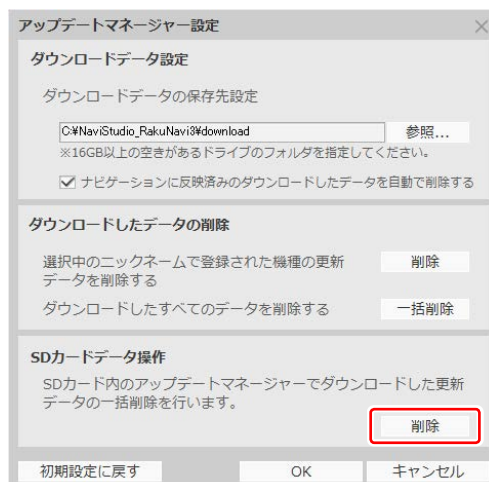 アップデートマネージャー設定
ダウンロードデータ設定
ダウンロードデータの保存先設定
C:¥NaviStudio_RakuNavi3¥download
参照...
※16GB以上の空きがあるドライブのフォルダを指定してください。
ナビゲーションに反映済みのダウンロードしたデータを自動で削除する
ダウンロードしたデータの削除
選択中のニックネームで登録された機種の更新
データを削除する
削除
ダウンロードしたすべてのデータを削除する
一括削除
SDカードデータ操作
SDカード内のアップデートマネージャーでダウンロードした更新
データの一括削除を行います。
削除
初期設定に戻す
OK
キャンセル